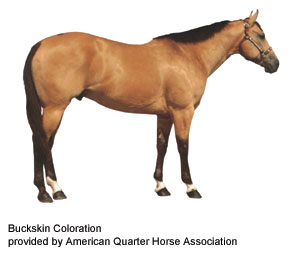 Buckskin Coloration
provided by American Quarter Horse Association